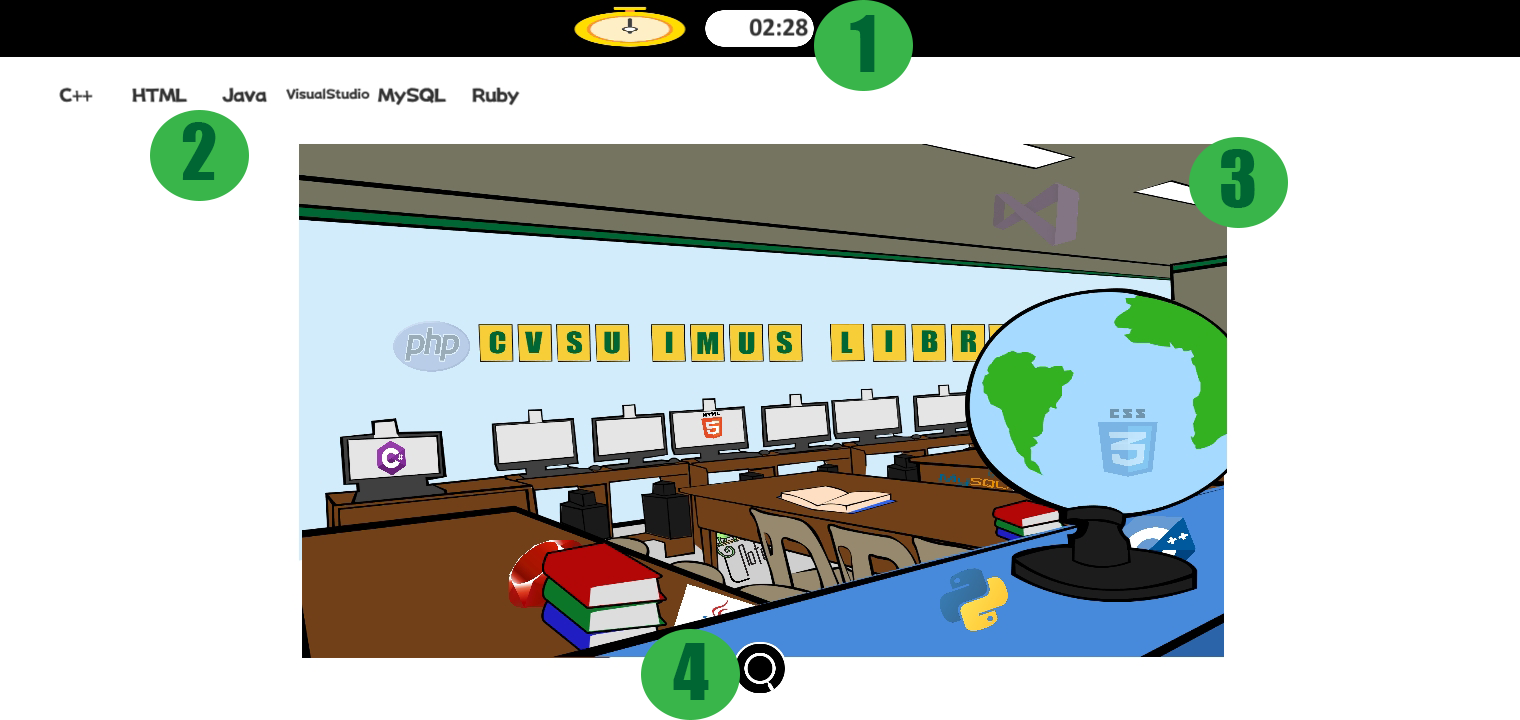 02:28
1
C++ HTML Java VisualStudio MySQL Ruby
2
3
php
CVSU IMUS LIBR
CSS
3
HTML
5
C#
MySQL
++
4